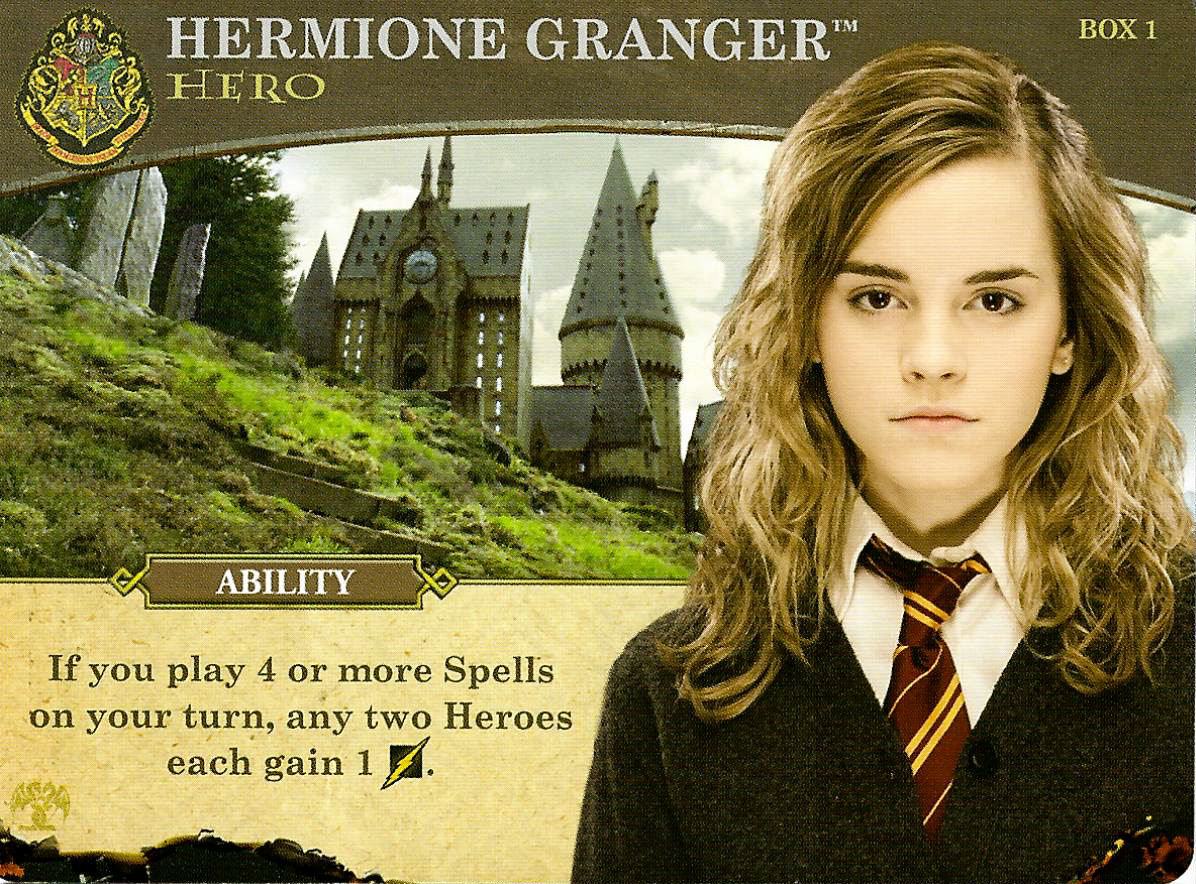 HERMIONE GRANGER™
HERO
BOX 1
ABILITY
If you play 4 or more Spells
on your turn, any two Heroes
each gain 1 .